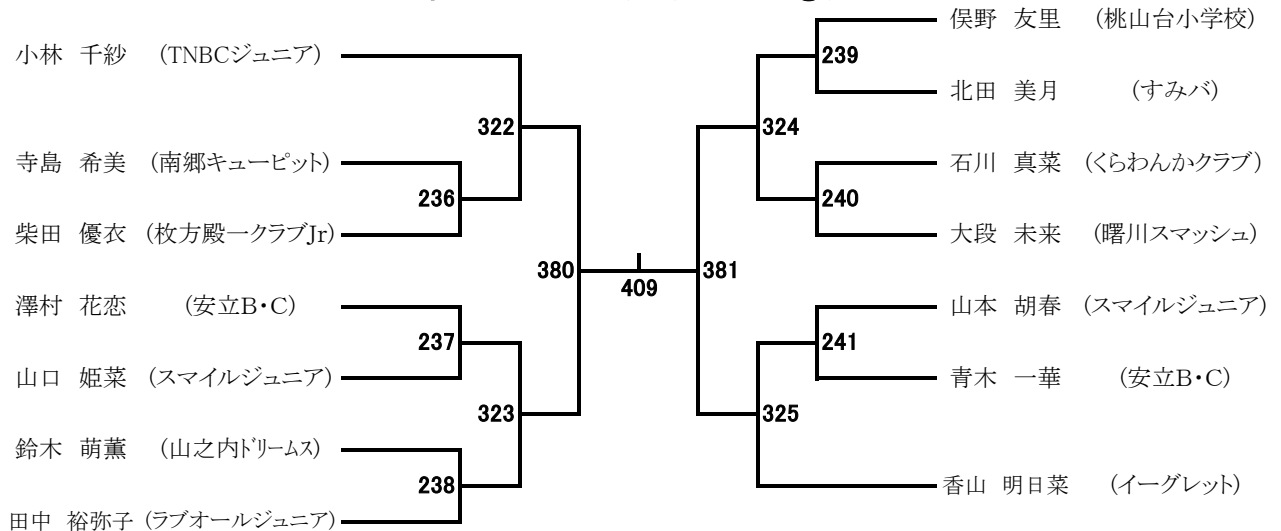 小林 千紗 (TNBCジュニア)
322
寺島 希美 (南郷キューピット)
236
柴田 優衣 (枚方殿一クラブJr)
380
澤村 花恋 (安立B・C)
237
山口 姫菜 (スマイルジュニア)
323
鈴木 萌薫 (山之内ドリームス)
238
田中 裕弥子 (ラブオールジュニア)
409
俣野 友里 (桃山台小学校)
239
北田 美月 (すみバ)
324
石川 真菜 (くらわんかクラブ)
240
大段 未来 (曙川スマッシュ)
381
山本 胡春 (スマイルジュニア)
241
青木 一華 (安立B・C)
325
香山 明日菜 (イーグレット)